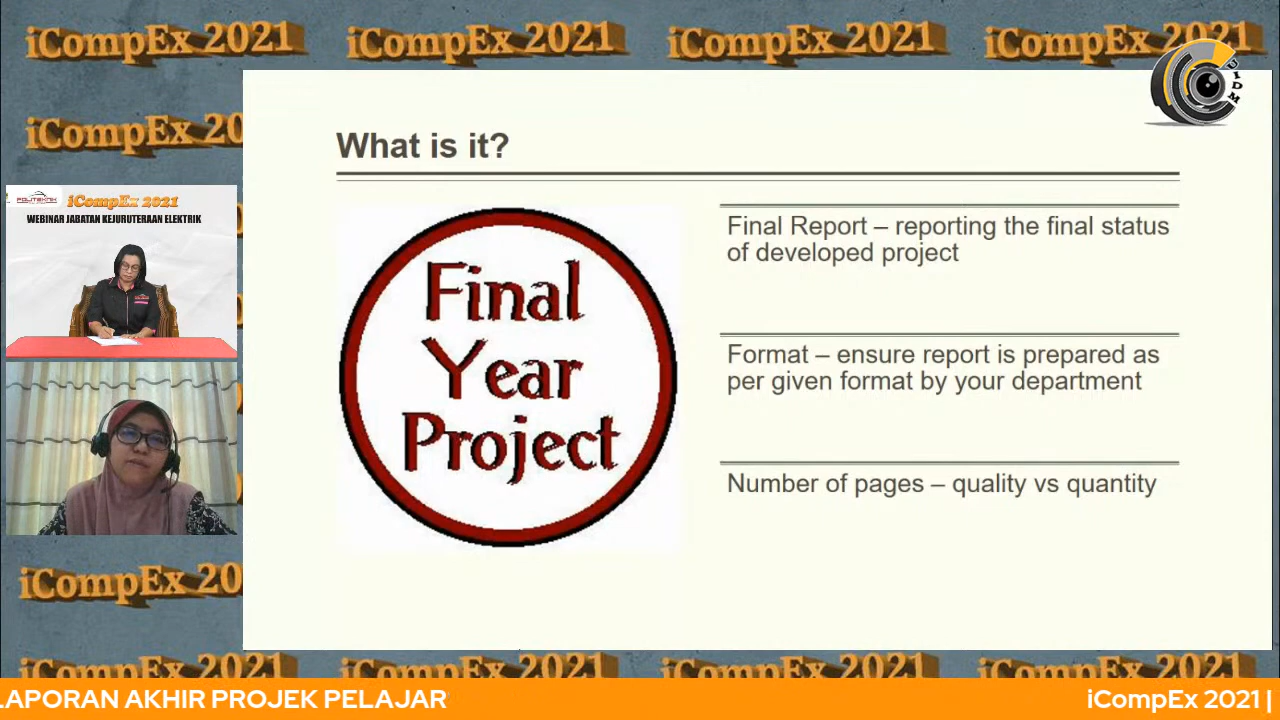 iCompEx 2021 iCompEx 2021 iCompEx 2021 iCompEx 2021
UIDM
iCompEx 20
What is it?
POLITEKNIK
iCompEx 2021
WEBINAR JABATAN KEJURUTERAAN ELEKTRIK
Final
Year
Project
Final Report – reporting the final status
of developed project
Format – ensure report is prepared as
per given format by your department
Number of pages – quality vs quantity
iCompEx 20
iCompEx 2021 iCompEx 2021 iCompEx 2021 iCompEx 2021
LAPORAN AKHIR PROJEK PELAJAR
iCompEx 2021 |